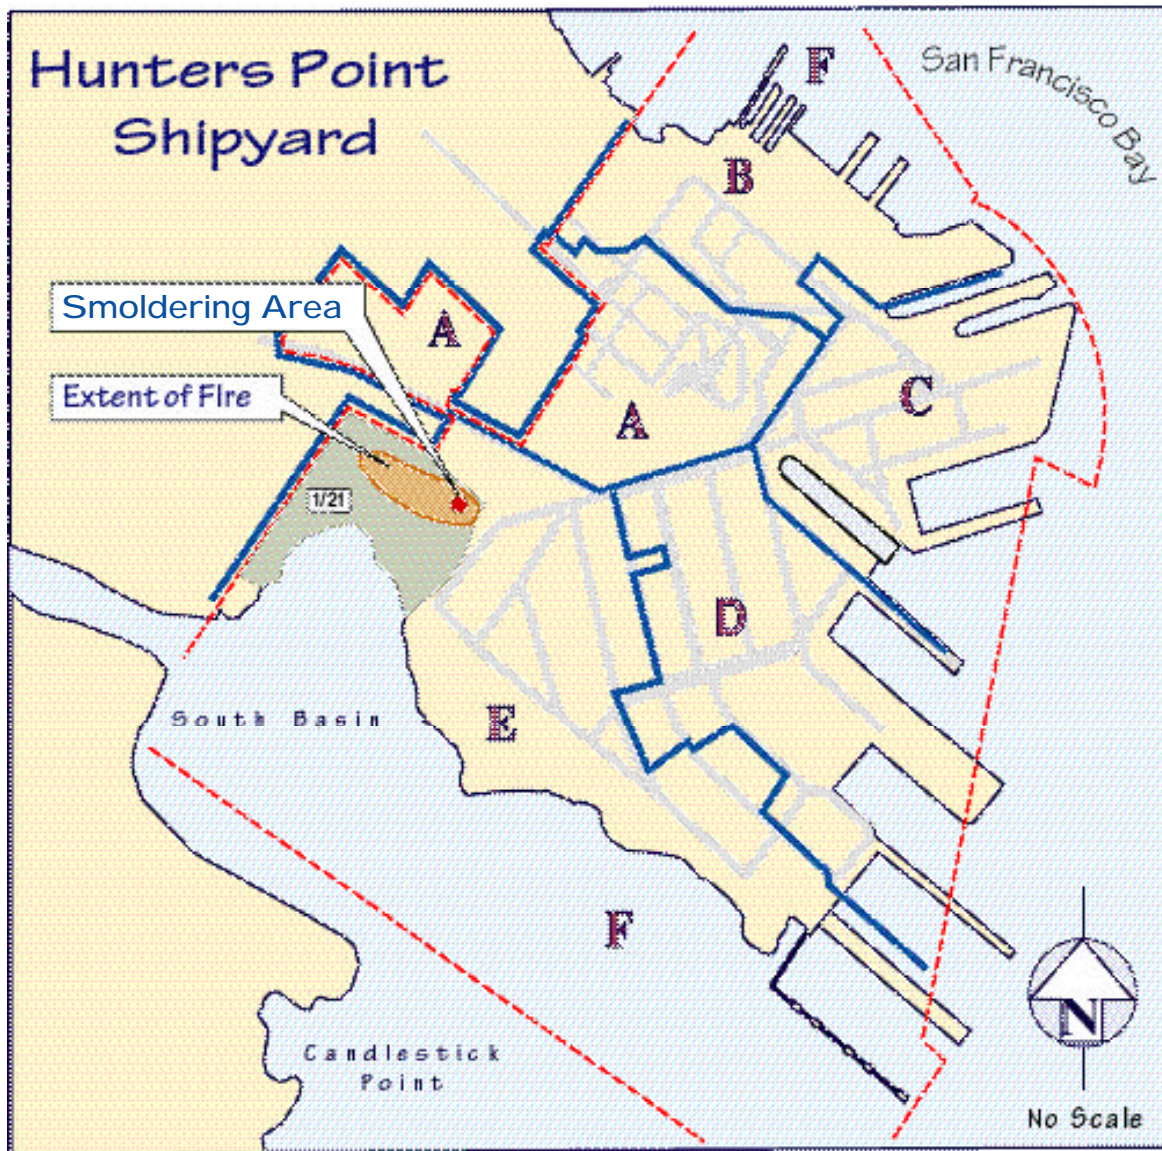 Hunters Point
Shipyard
San Francisco Bay
F
B
Smoldering Area
A
Extent of FIre
C
A
1/21
D
South Basin
E
F
Candlestick
Point
N
No Scale